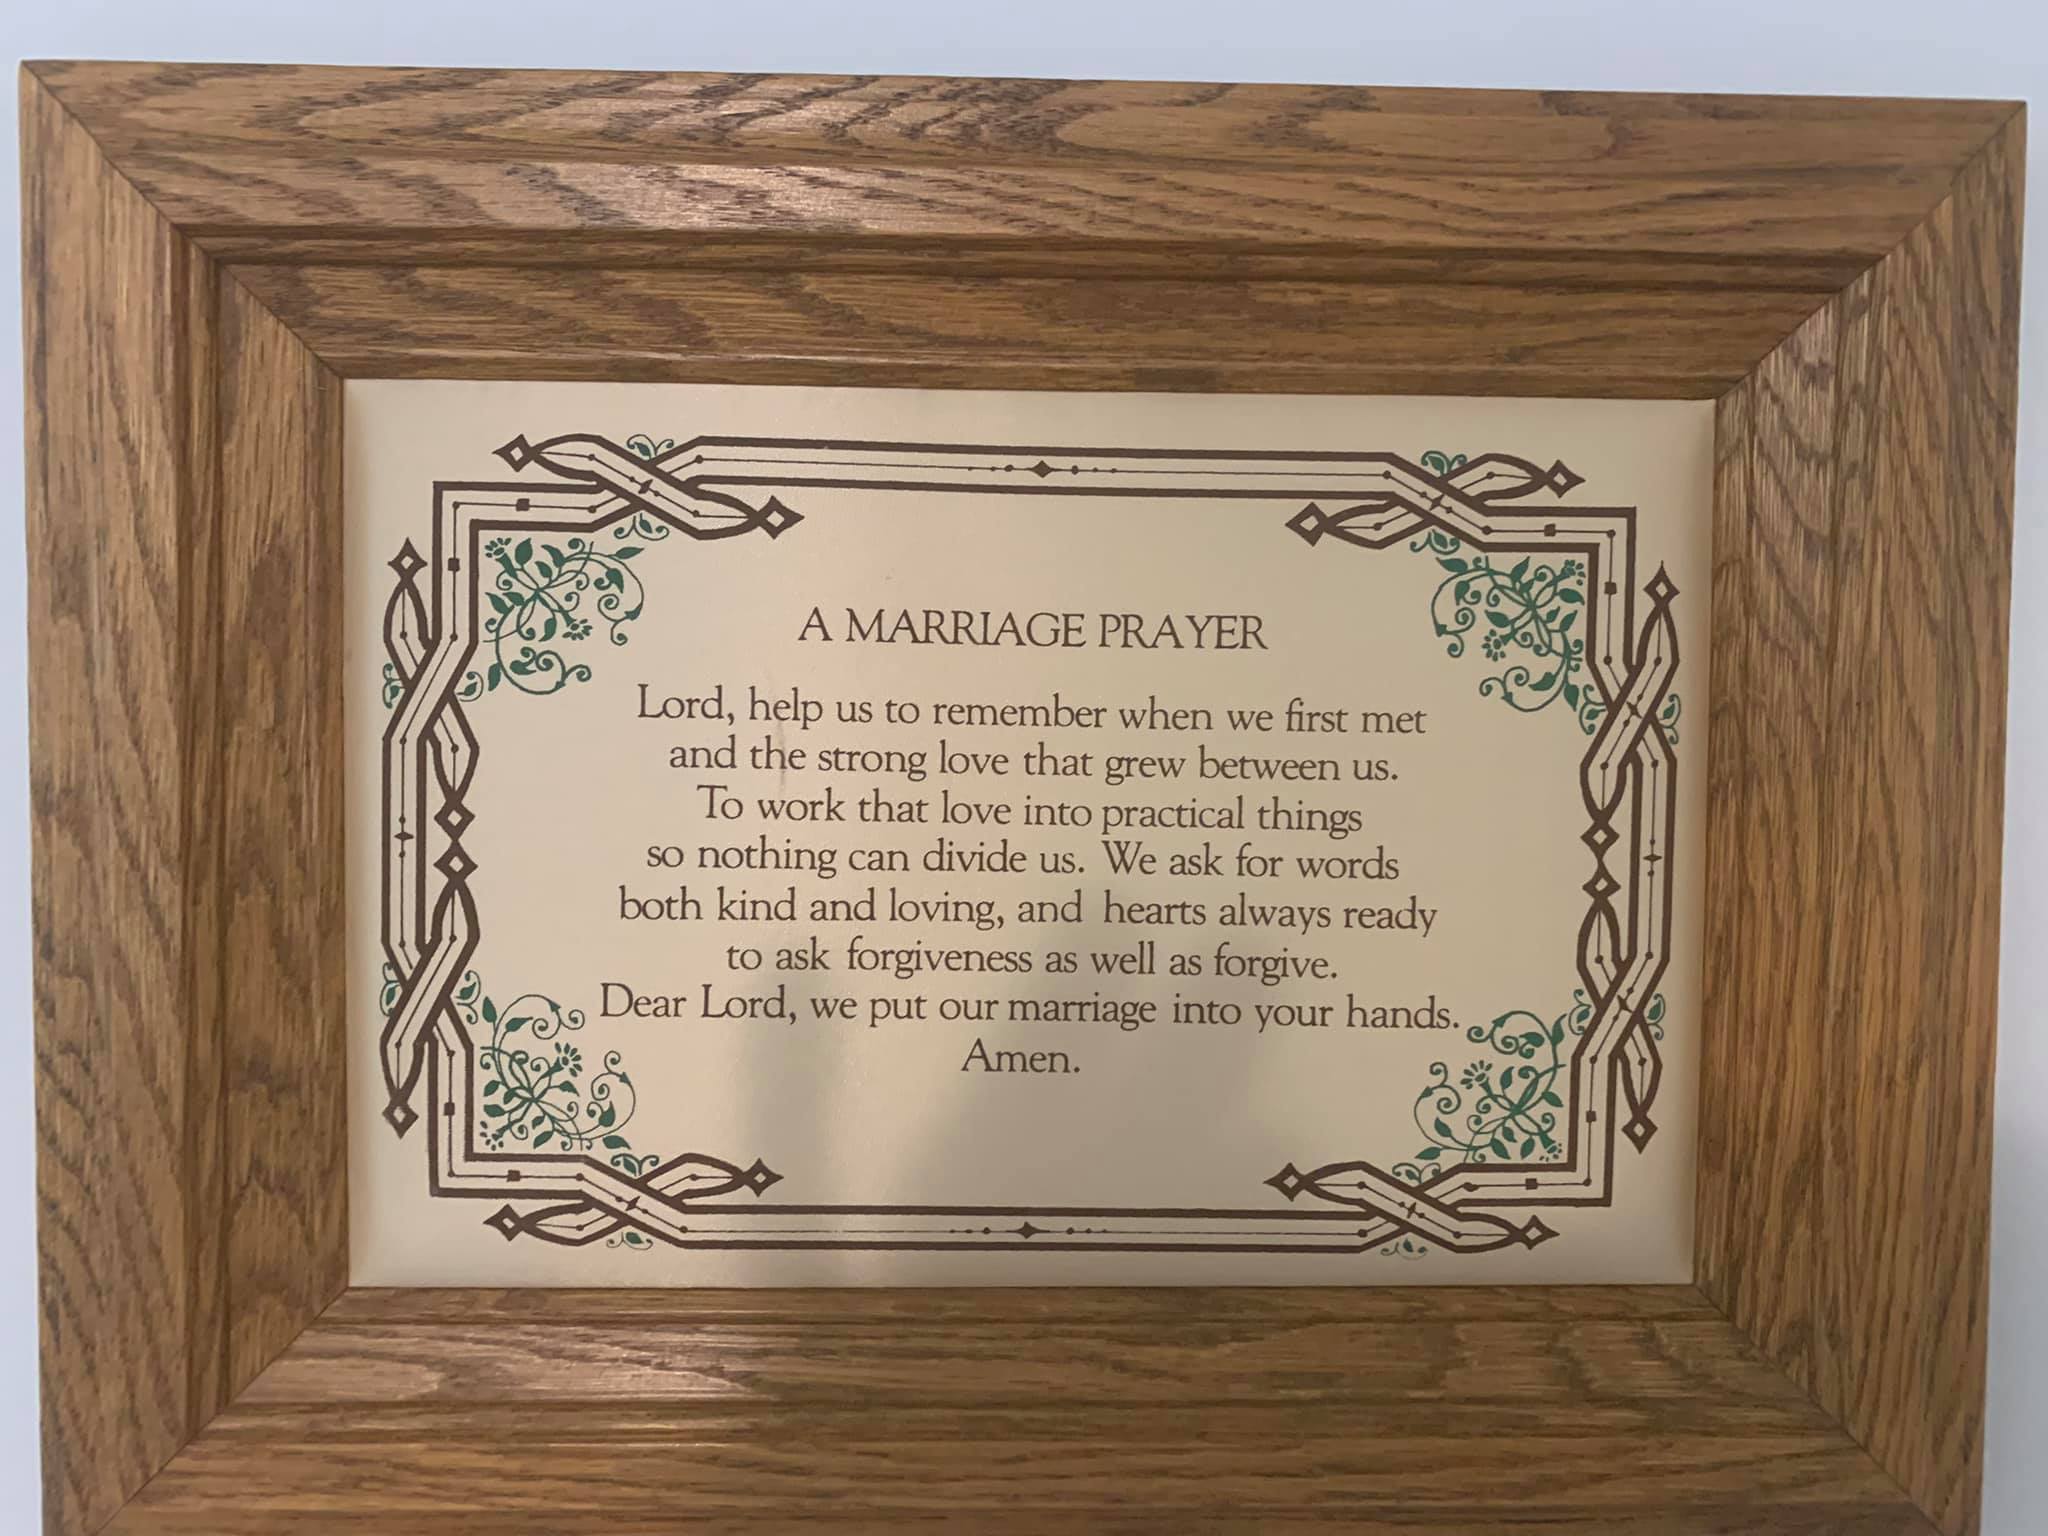 A MARRIAGE PRAYER
Lord, help us to remember when we first met
and the strong love that grew between us.
To work that love into practical things
so nothing can divide us. We ask for words
both kind and loving, and hearts always ready
to ask forgiveness as well as forgive.
Dear Lord, we put our marriage into your hands.
Amen.